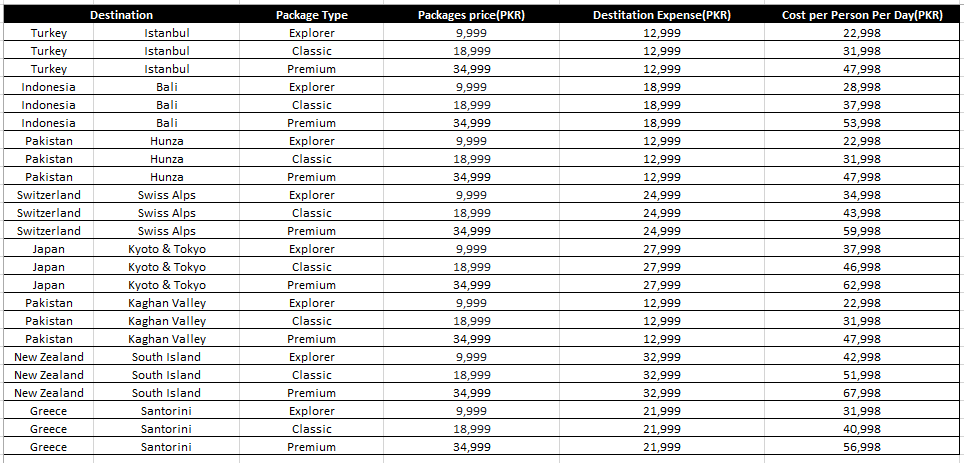 Destination Package Type Packages price(PKR) Destitation Expense(PKR) Cost per Person Per Day(PKR)
Turkey Istanbul Explorer 9,999 12,999 22,998
Turkey Istanbul Classic 18,999 12,999 31,998
Turkey Istanbul Premium 34,999 12,999 47,998
Indonesia Bali Explorer 9,999 18,999 28,998
Indonesia Bali Classic 18,999 18,999 37,998
Indonesia Bali Premium 34,999 18,999 53,998
Pakistan Hunza Explorer 9,999 12,999 22,998
Pakistan Hunza Classic 18,999 12,999 31,998
Pakistan Hunza Premium 34,999 12,999 47,998
Switzerland Swiss Alps Explorer 9,999 24,999 34,998
Switzerland Swiss Alps Classic 18,999 24,999 43,998
Switzerland Swiss Alps Premium 34,999 24,999 59,998
Japan Kyoto & Tokyo Explorer 9,999 27,999 37,998
Japan Kyoto & Tokyo Classic 18,999 27,999 46,998
Japan Kyoto & Tokyo Premium 34,999 27,999 62,998
Pakistan Kaghan Valley Explorer 9,999 12,999 22,998
Pakistan Kaghan Valley Classic 18,999 12,999 31,998
Pakistan Kaghan Valley Premium 34,999 12,999 47,998
New Zealand South Island Explorer 9,999 32,999 42,998
New Zealand South Island Classic 18,999 32,999 51,998
New Zealand South Island Premium 34,999 32,999 67,998
Greece Santorini Explorer 9,999 21,999 31,998
Greece Santorini Classic 18,999 21,999 40,998
Greece Santorini Premium 34,999 21,999 56,998